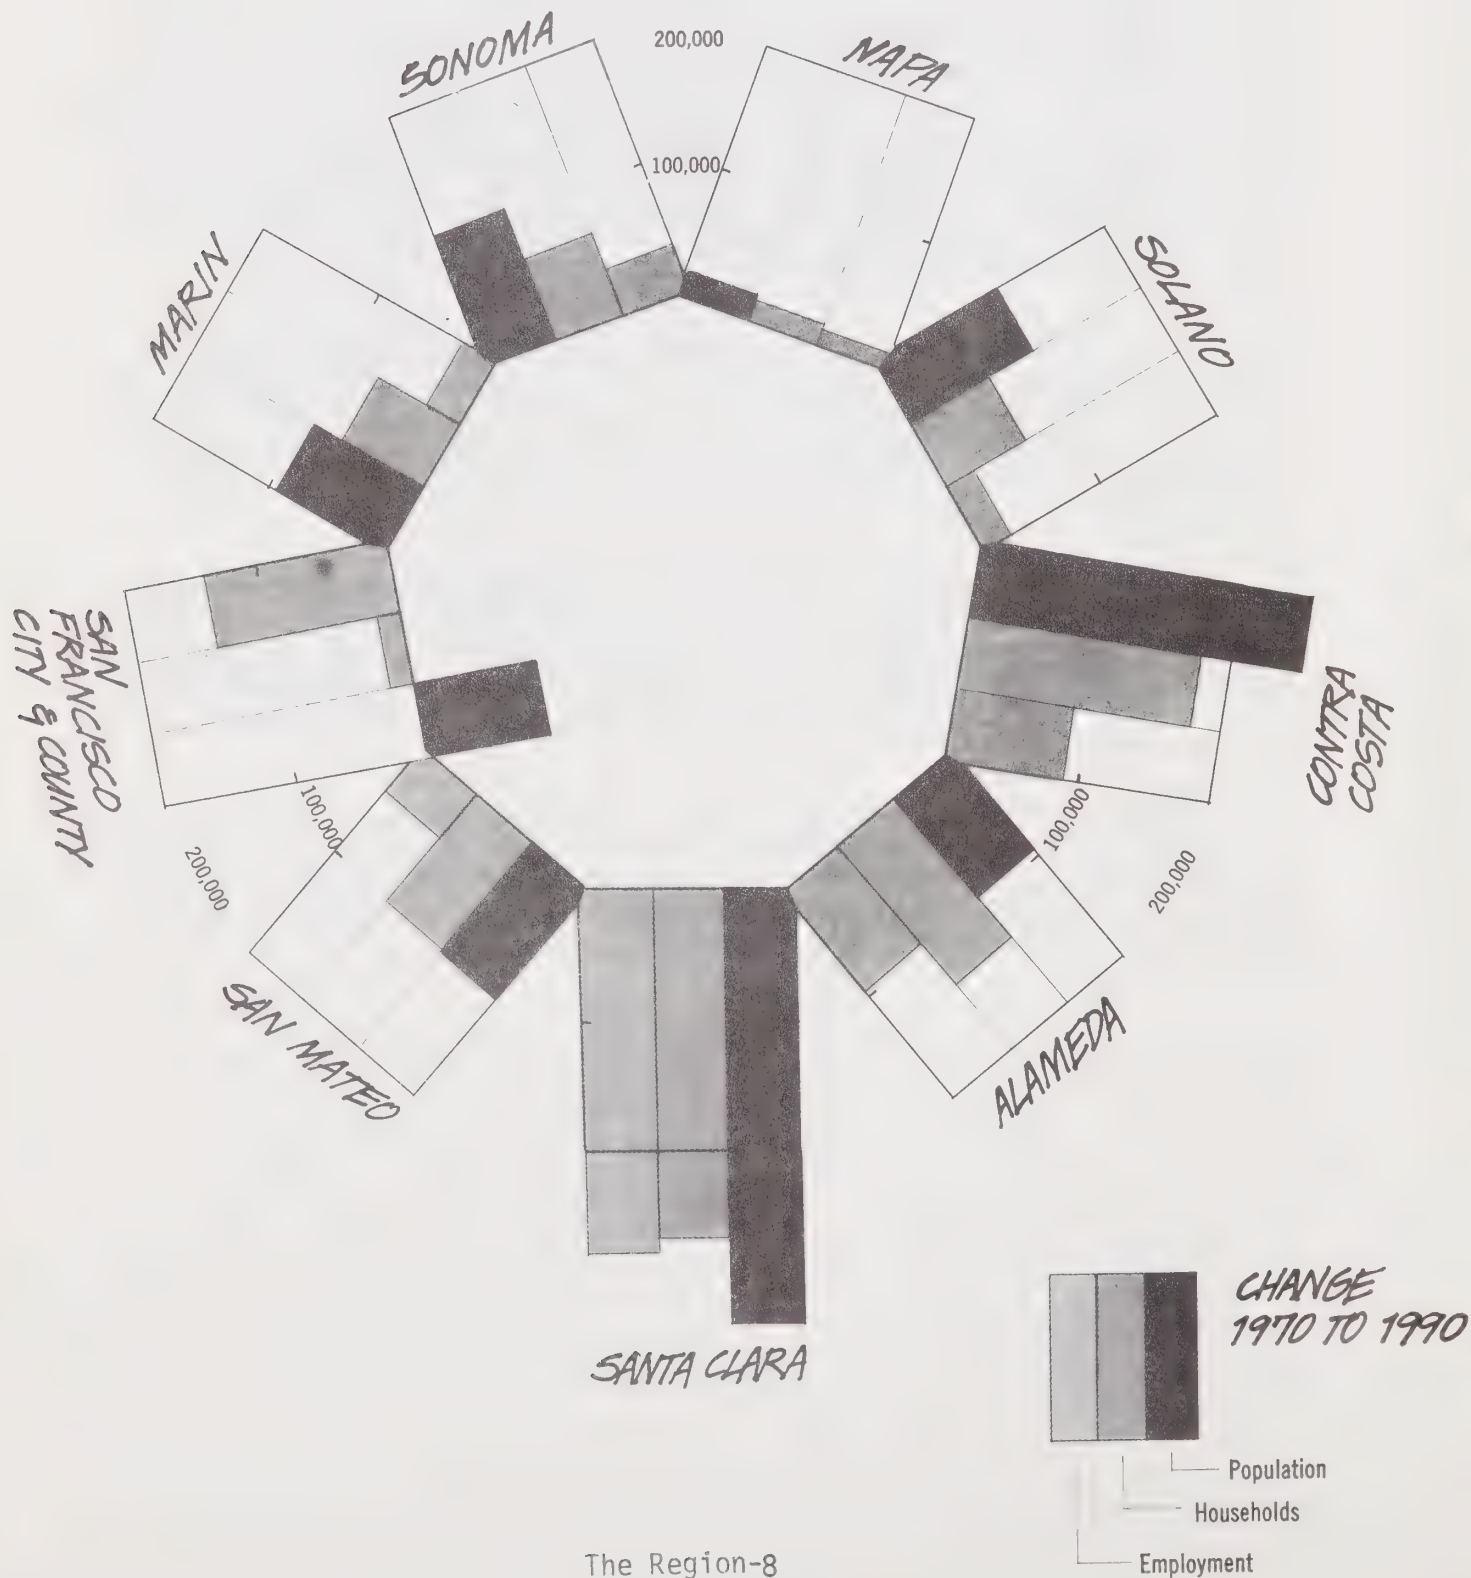 SONOMA
200,000
NAPA
100,000
MARIN
SOLANO
SAN
FRANCISCO
CITY & COUNTY
CONTRA
COSTA
100,000
200,000
100,000
200,000
SAN MATEO
ALAMEDA
SANTA CLARA
CHANGE
1970 TO 1990
Population
Households
Employment
The Region-8